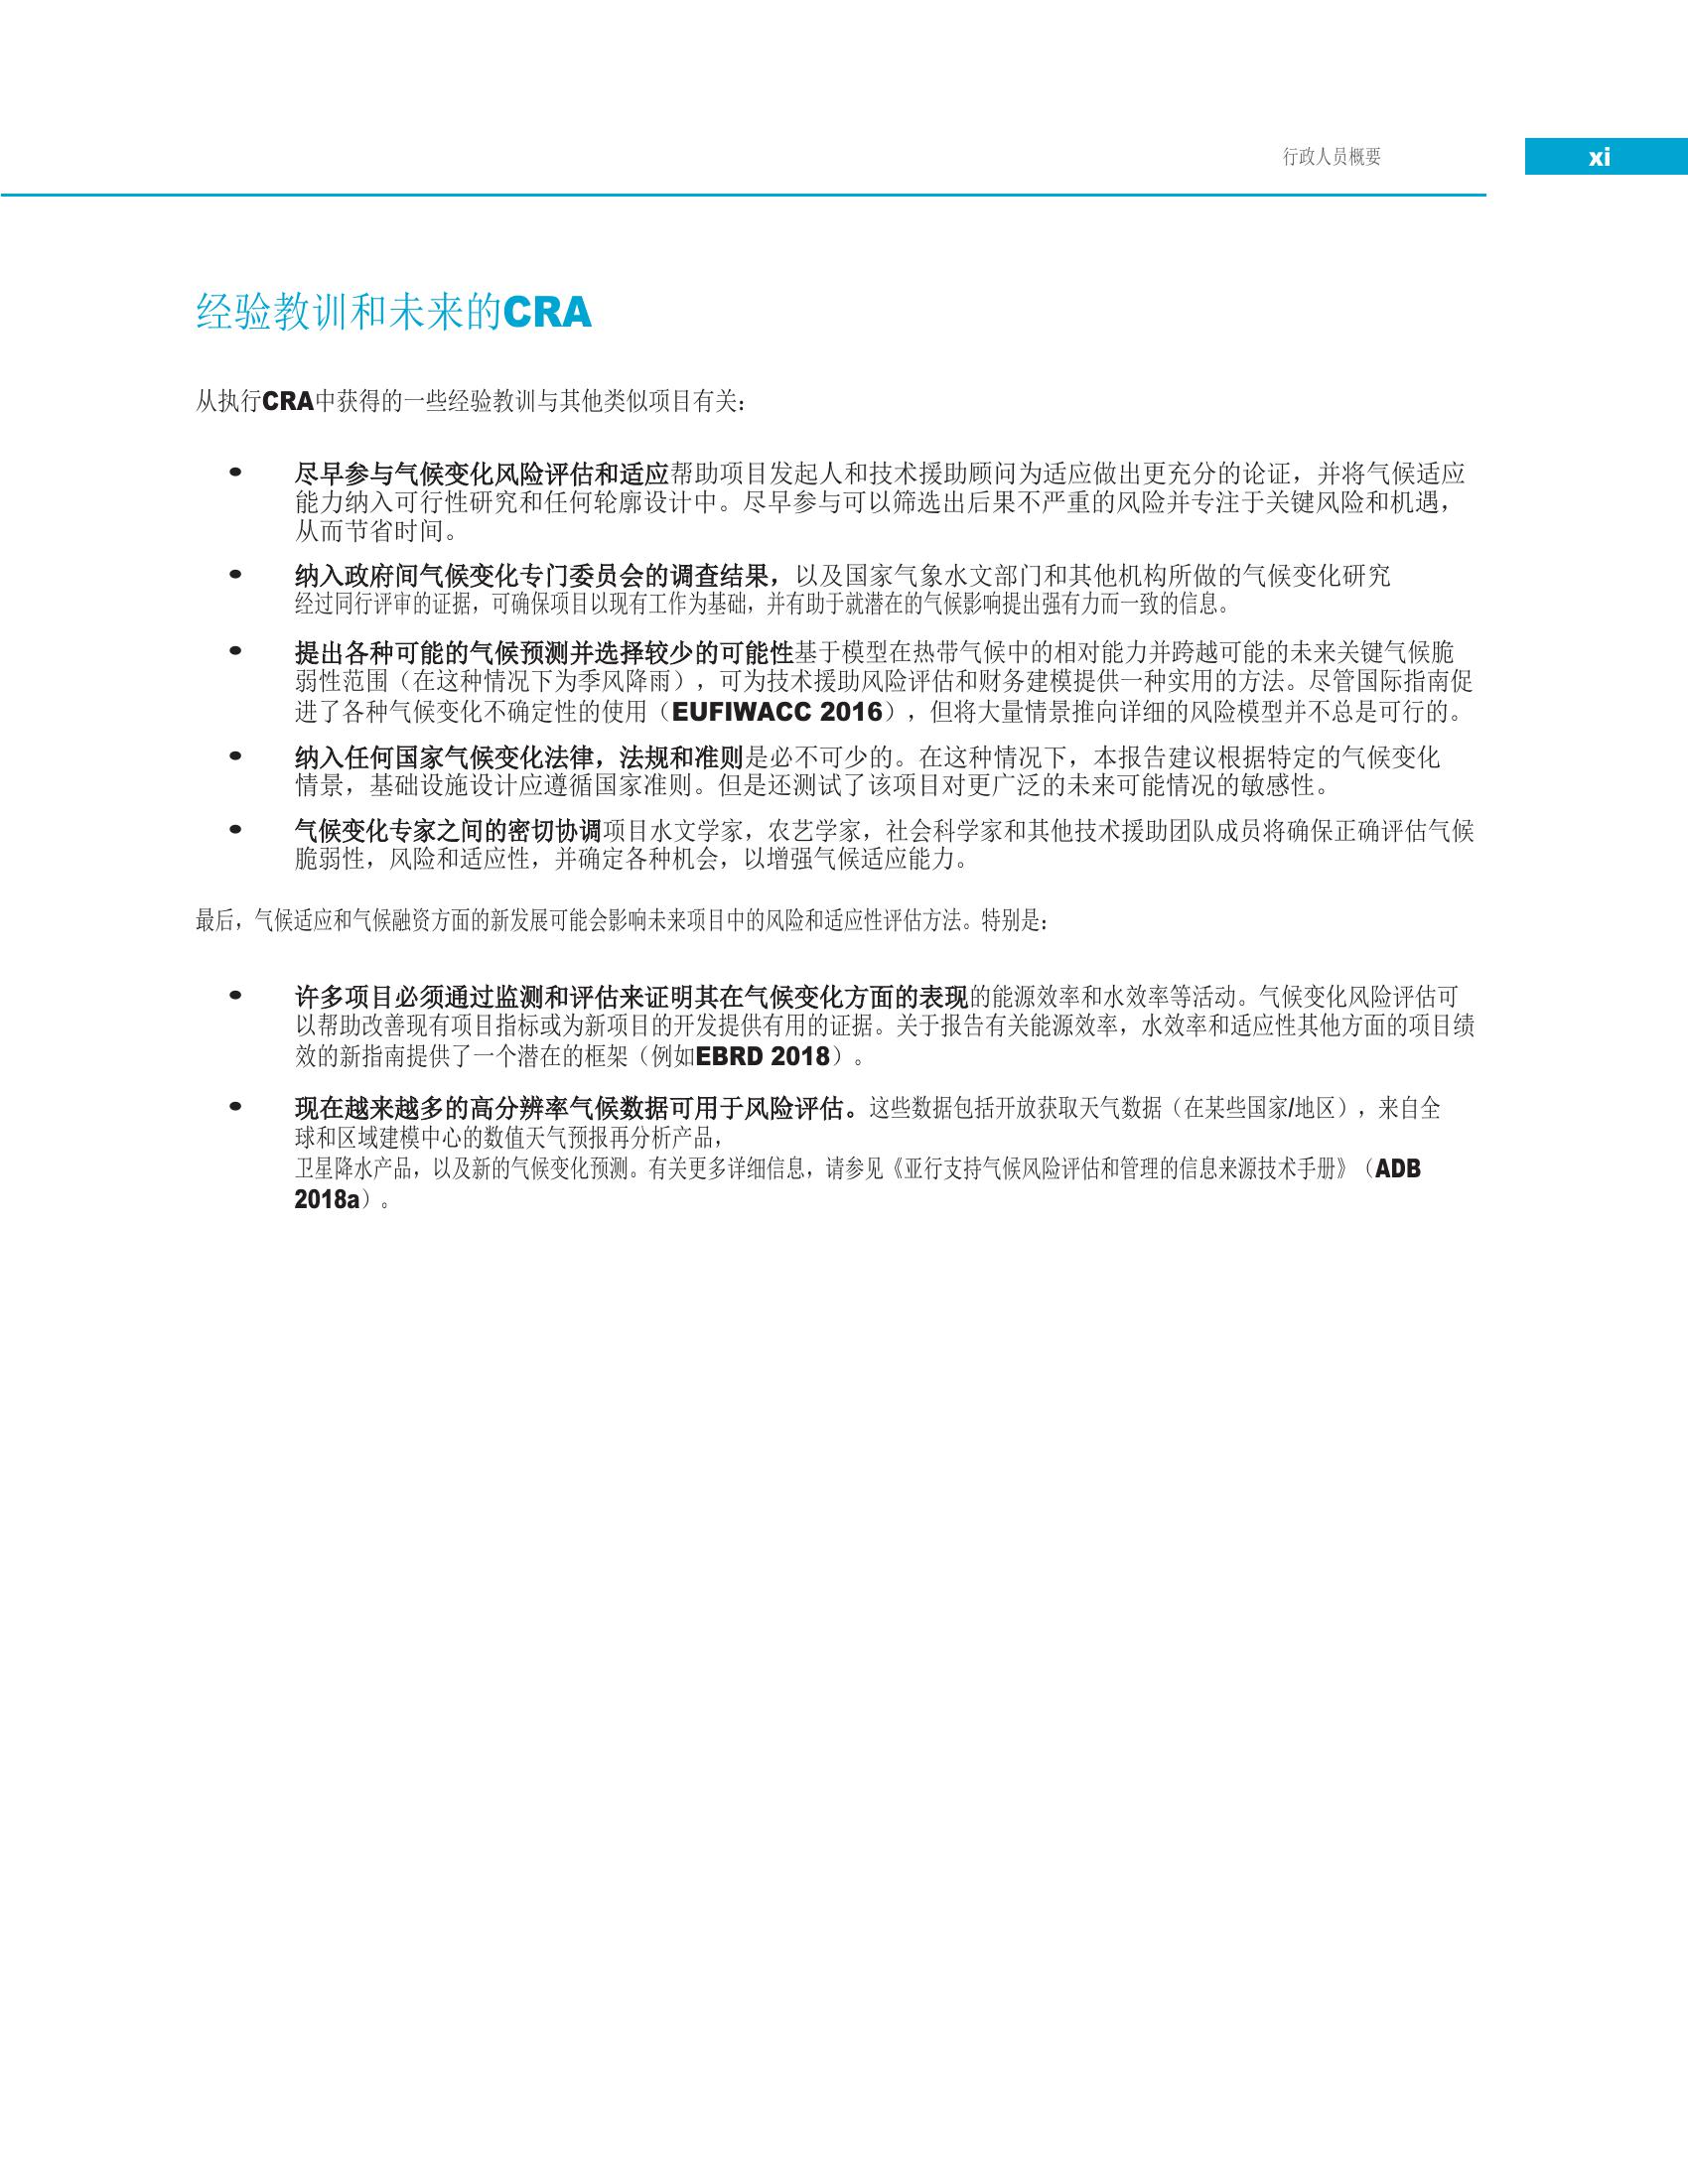 行政人员概要
xi
经验教训和未来的CRA
从执行CRA中获得的一些经验教训与其他类似项目有关：
• 尽早参与气候变化风险评估和适应帮助项目发起人和技术援助顾问为适应做出更充分的论证，并将气候适应
能力纳入可行性研究和任何轮廓设计中。尽早参与可以筛选出后果不严重的风险并专注于关键风险和机遇，
从而节省时间。
• 纳入政府间气候变化专门委员会的调查结果，以及国家气象水文部门和其他机构所做的气候变化研究
经过同行评审的证据，可确保项目以现有工作为基础，并有助于就潜在的气候影响提出强有力而一致的信息。
• 提出各种可能的气候预测并选择较少的可能性基于模型在热带气候中的相对能力并跨越可能的未来关键气候脆
弱性范围（在这种情况下为季风降雨），可为技术援助风险评估和财务建模提供一种实用的方法。尽管国际指南促
进了各种气候变化不确定性的使用（EUFIWACC 2016），但将大量情景推向详细的风险模型并不总是可行的。
• 纳入任何国家气候变化法律，法规和准则是必不可少的。在这种情况下，本报告建议根据特定的气候变化
情景，基础设施设计应遵循国家准则。但是还测试了该项目对更广泛的未来可能情况的敏感性。
• 气候变化专家之间的密切协调项目水文学家，农艺学家，社会科学家和其他技术援助团队成员将确保正确评估气候
脆弱性，风险和适应性，并确定各种机会，以增强气候适应能力。
最后，气候适应和气候融资方面的新发展可能会影响未来项目中的风险和适应性评估方法。特别是：
• 许多项目必须通过监测和评估来证明其在气候变化方面的表现的能源效率和水效率等活动。气候变化风险评估可
以帮助改善现有项目指标或为新项目的开发提供有用的证据。关于报告有关能源效率，水效率和适应性其他方面的项目绩
效的新指南提供了一个潜在的框架（例如EBRD 2018）。
• 现在越来越多的高分辨率气候数据可用于风险评估。这些数据包括开放获取天气数据（在某些国家/地区），来自全
球和区域建模中心的数值天气预报再分析产品，
卫星降水产品，以及新的气候变化预测。有关更多详细信息，请参见《亚行支持气候风险评估和管理的信息来源技术手册》（ADB
2018a）。